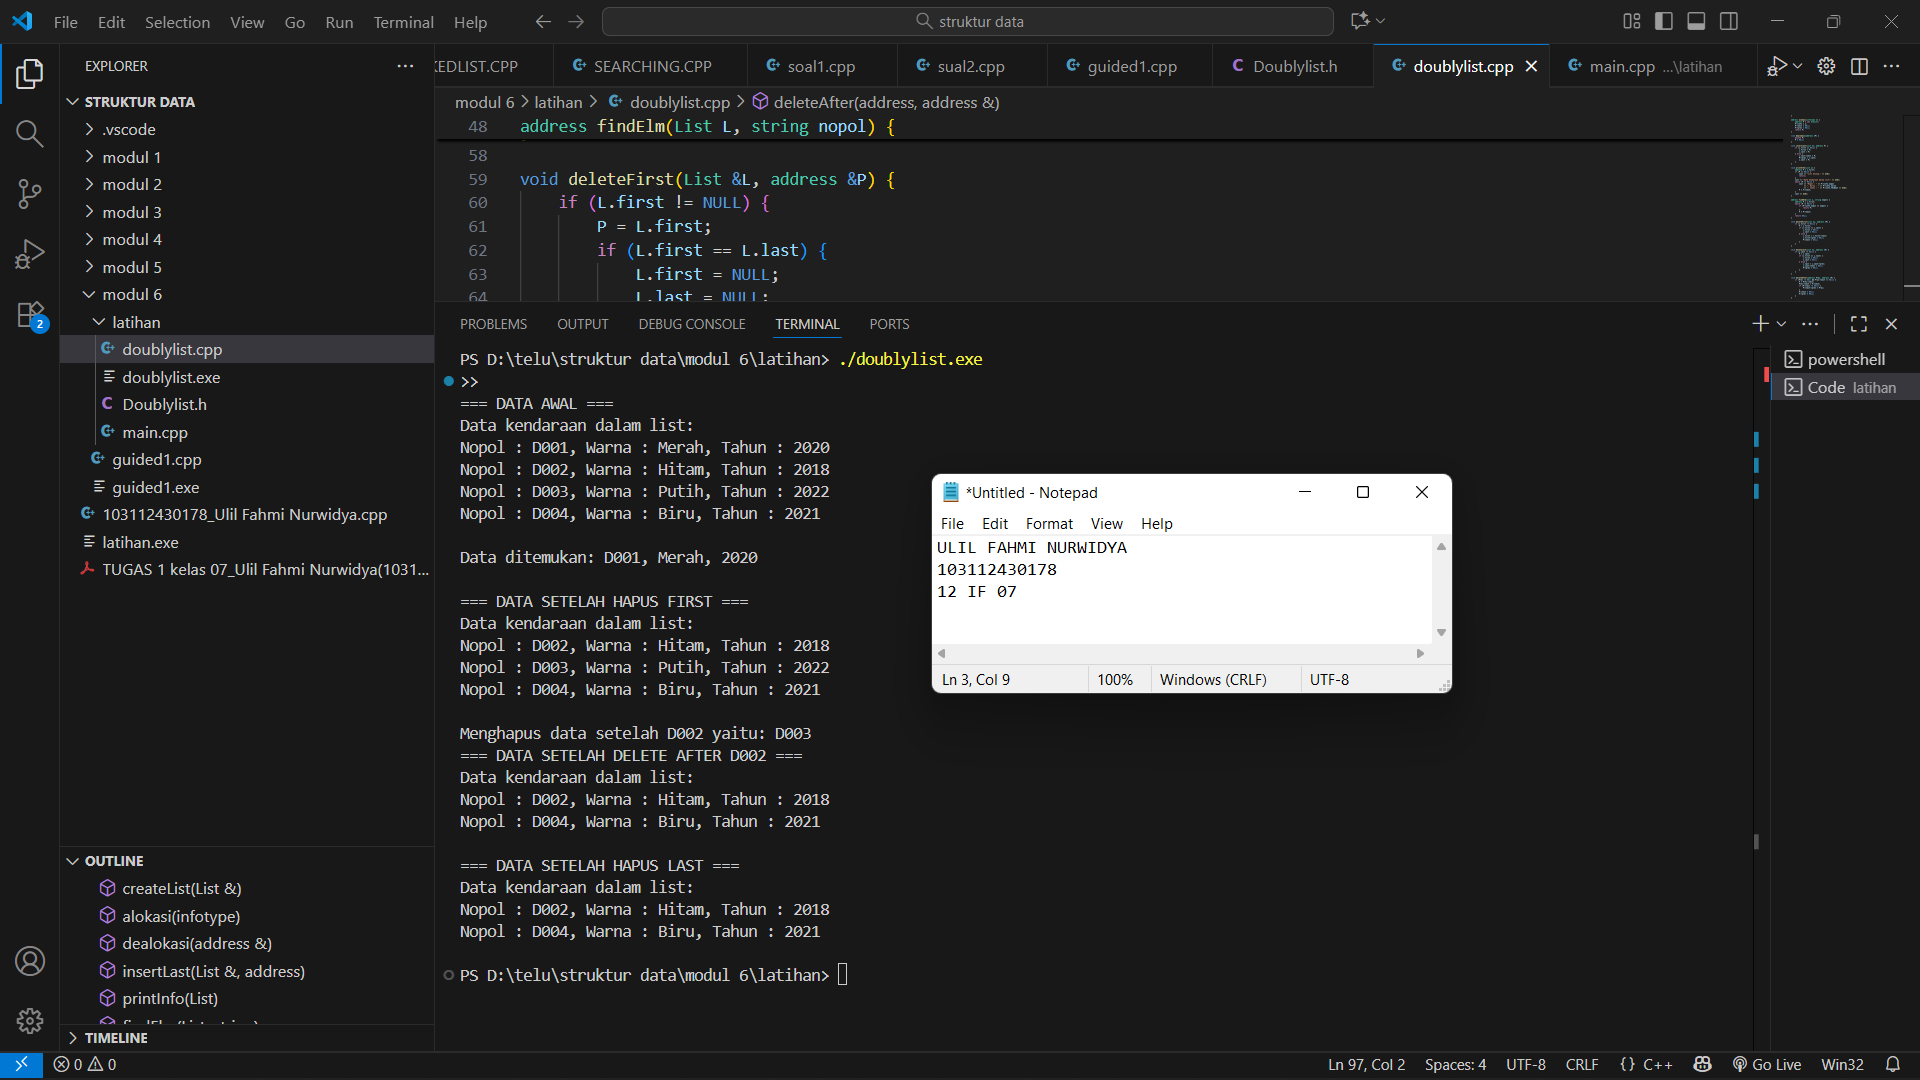 File Edit Selection View Go Run Terminal Help
struktur data
EXPLORER
STRUKTUR DATA
.vscode
modul 1
modul 2
modul 3
modul 4
modul 5
modul 6
latihan
doublylist.cpp
doublylist.exe
Doublylist.h
main.cpp
guided1.cpp
guided1.exe
103112430178_Ulil Fahmi Nurwidya.cpp
latihan.exe
TUGAS 1 kelas 07_Ulil Fahmi Nurwidya(1031...
2
OUTLINE
createList(List &)
alokasi(infotype)
dealokasi(address &)
insertLast(List &, address)
printInfo(List)
TIMELINE
KEDLIST.CPP SEARCHING.CPP soal1.cpp sual2.cpp guided1.cpp Doublylist.h doublylist.cpp main.cpp ...\latihan
modul 6 > latihan > doublylist.cpp > deleteAfter(address, address &)
48 address findElm(List L, string nopol) {
58
59 void deleteFirst(List &L, address &P) {
60 if (L.first != NULL) {
61 P = L.first;
62 if (L.first == L.last) {
63 L.first = NULL;
64 L.last = NULL;
PROBLEMS OUTPUT DEBUG CONSOLE TERMINAL PORTS
powershell
Code latihan
PS D:\telu\struktur data\modul 6\latihan> ./doublylist.exe
>>
=== DATA AWAL ===
Data kendaraan dalam list:
Nopol : D001, Warna : Merah, Tahun : 2020
Nopol : D002, Warna : Hitam, Tahun : 2018
Nopol : D003, Warna : Putih, Tahun : 2022
Nopol : D004, Warna : Biru, Tahun : 2021
Data ditemukan: D001, Merah, 2020
=== DATA SETELAH HAPUS FIRST ===
Data kendaraan dalam list:
Nopol : D002, Warna : Hitam, Tahun : 2018
Nopol : D003, Warna : Putih, Tahun : 2022
Nopol : D004, Warna : Biru, Tahun : 2021
Menghapus data setelah D002 yaitu: D003
=== DATA SETELAH DELETE AFTER D002 ===
Data kendaraan dalam list:
Nopol : D002, Warna : Hitam, Tahun : 2018
Nopol : D004, Warna : Biru, Tahun : 2021
=== DATA SETELAH HAPUS LAST ===
Data kendaraan dalam list:
Nopol : D002, Warna : Hitam, Tahun : 2018
Nopol : D004, Warna : Biru, Tahun : 2021
PS D:\telu\struktur data\modul 6\latihan>
*Untitled - Notepad
File Edit Format View Help
ULIL FAHMI NURWIDYA
103112430178
12 IF 07
Ln 3, Col 9 100% Windows (CRLF) UTF-8
0 0 Ln 97, Col 2 Spaces: 4 UTF-8 CRLF {} C++ Go Live Win32